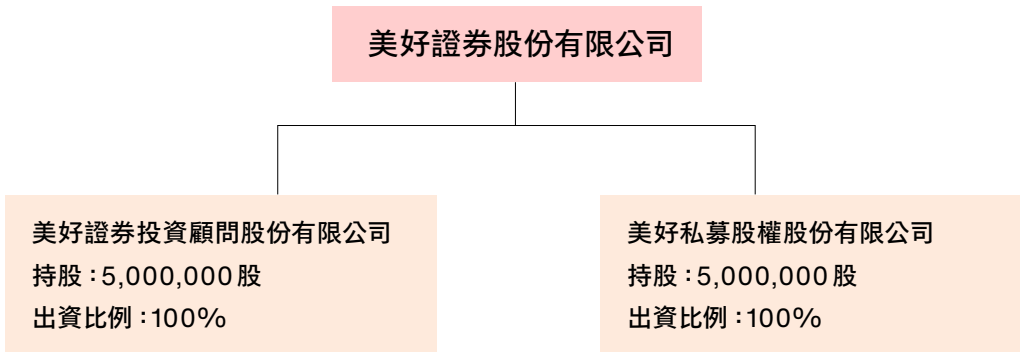 美好證券股份有限公司
美好證券投資顧問股份有限公司
持股：5,000,000股
出資比例：100%
美好私募股權股份有限公司
持股：5,000,000股
出資比例：100%